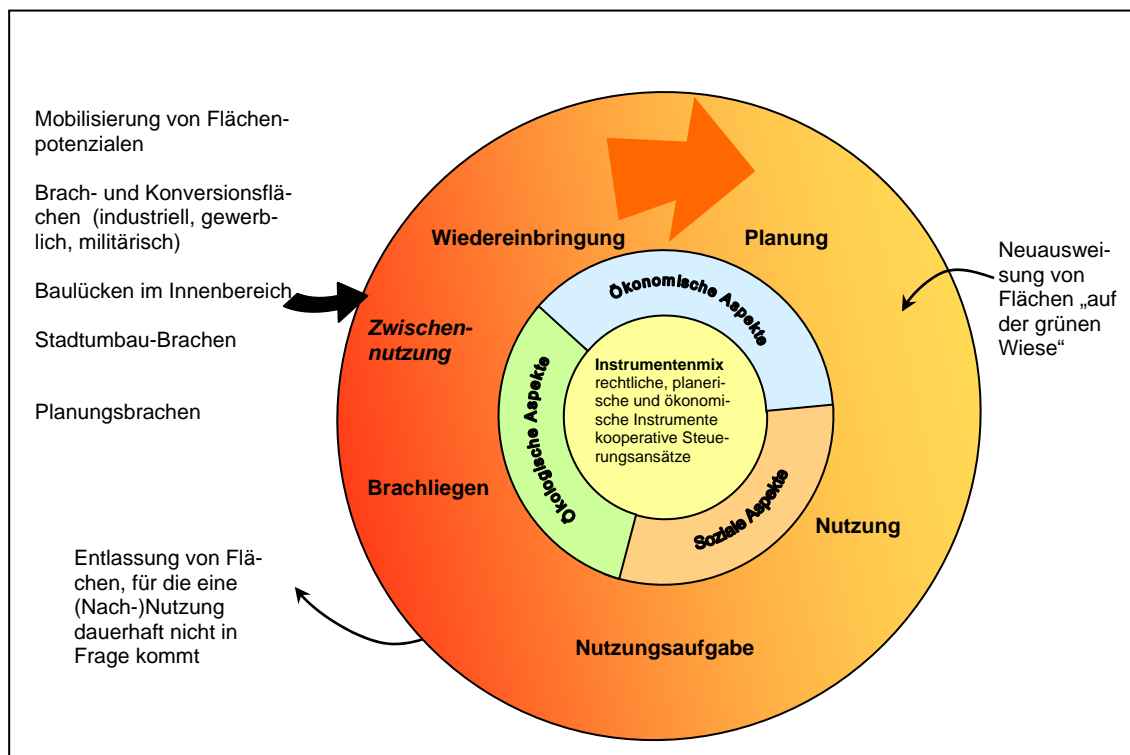 Mobilisierung von Flächen-
potenzialen
Brach- und Konversionsflä-
chen (industriell, gewerb-
lich, militärisch)
Baulücken im Innenbereich
Stadtumbau-Brachen
Planungsbrachen
Entlassung von Flä-
chen, für die eine
(Nach-)Nutzung
dauerhaft nicht in
Frage kommt
Wiedereinbringung
Planung
Zwischen-
nutzung
Brachliegen
Nutzung
Nutzungsaufgabe
Ökonomische Aspekte
Ökologische Aspekte
Soziale Aspekte
Instrumentenmix
rechtliche, planeri-
sche und ökonomi-
sche Instrumente
kooperative Steue-
rungsansätze
Neuauswei-
sung von
Flächen „auf
der grünen
Wiese“